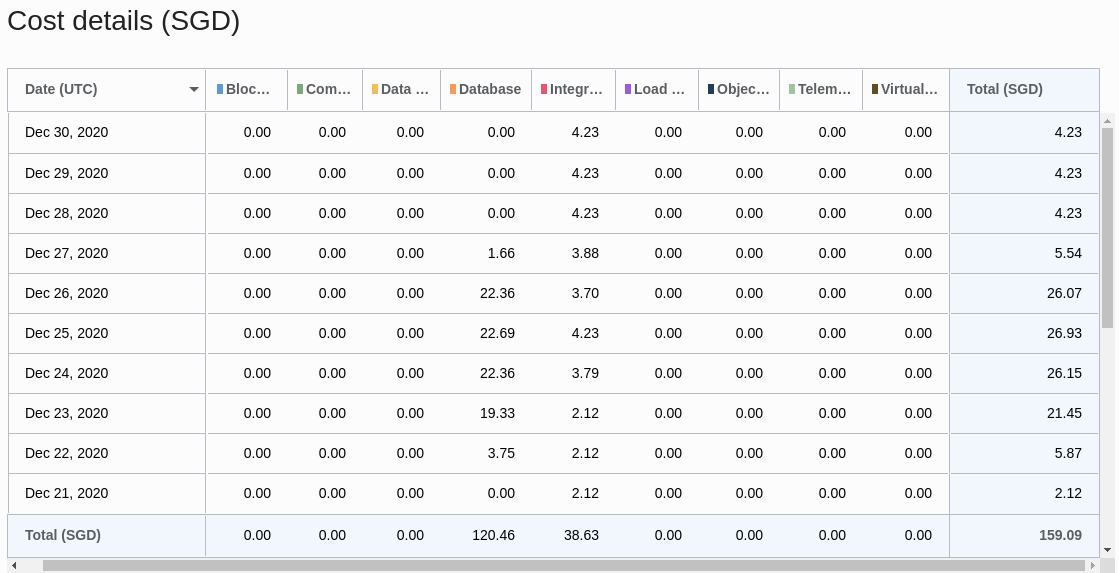 Cost details (SGD)
Date (UTC) Bloc... Com... Data ... Database Integr... Load ... Objec... Telem... Virtual... Total (SGD)
Dec 30, 2020 0.00 0.00 0.00 0.00 4.23 0.00 0.00 0.00 0.00 4.23
Dec 29, 2020 0.00 0.00 0.00 0.00 4.23 0.00 0.00 0.00 0.00 4.23
Dec 28, 2020 0.00 0.00 0.00 0.00 4.23 0.00 0.00 0.00 0.00 4.23
Dec 27, 2020 0.00 0.00 0.00 1.66 3.88 0.00 0.00 0.00 0.00 5.54
Dec 26, 2020 0.00 0.00 0.00 22.36 3.70 0.00 0.00 0.00 0.00 26.07
Dec 25, 2020 0.00 0.00 0.00 22.69 4.23 0.00 0.00 0.00 0.00 26.93
Dec 24, 2020 0.00 0.00 0.00 22.36 3.79 0.00 0.00 0.00 0.00 26.15
Dec 23, 2020 0.00 0.00 0.00 19.33 2.12 0.00 0.00 0.00 0.00 21.45
Dec 22, 2020 0.00 0.00 0.00 3.75 2.12 0.00 0.00 0.00 0.00 5.87
Dec 21, 2020 0.00 0.00 0.00 0.00 2.12 0.00 0.00 0.00 0.00 2.12
Total (SGD) 0.00 0.00 0.00 120.46 38.63 0.00 0.00 0.00 0.00 159.09